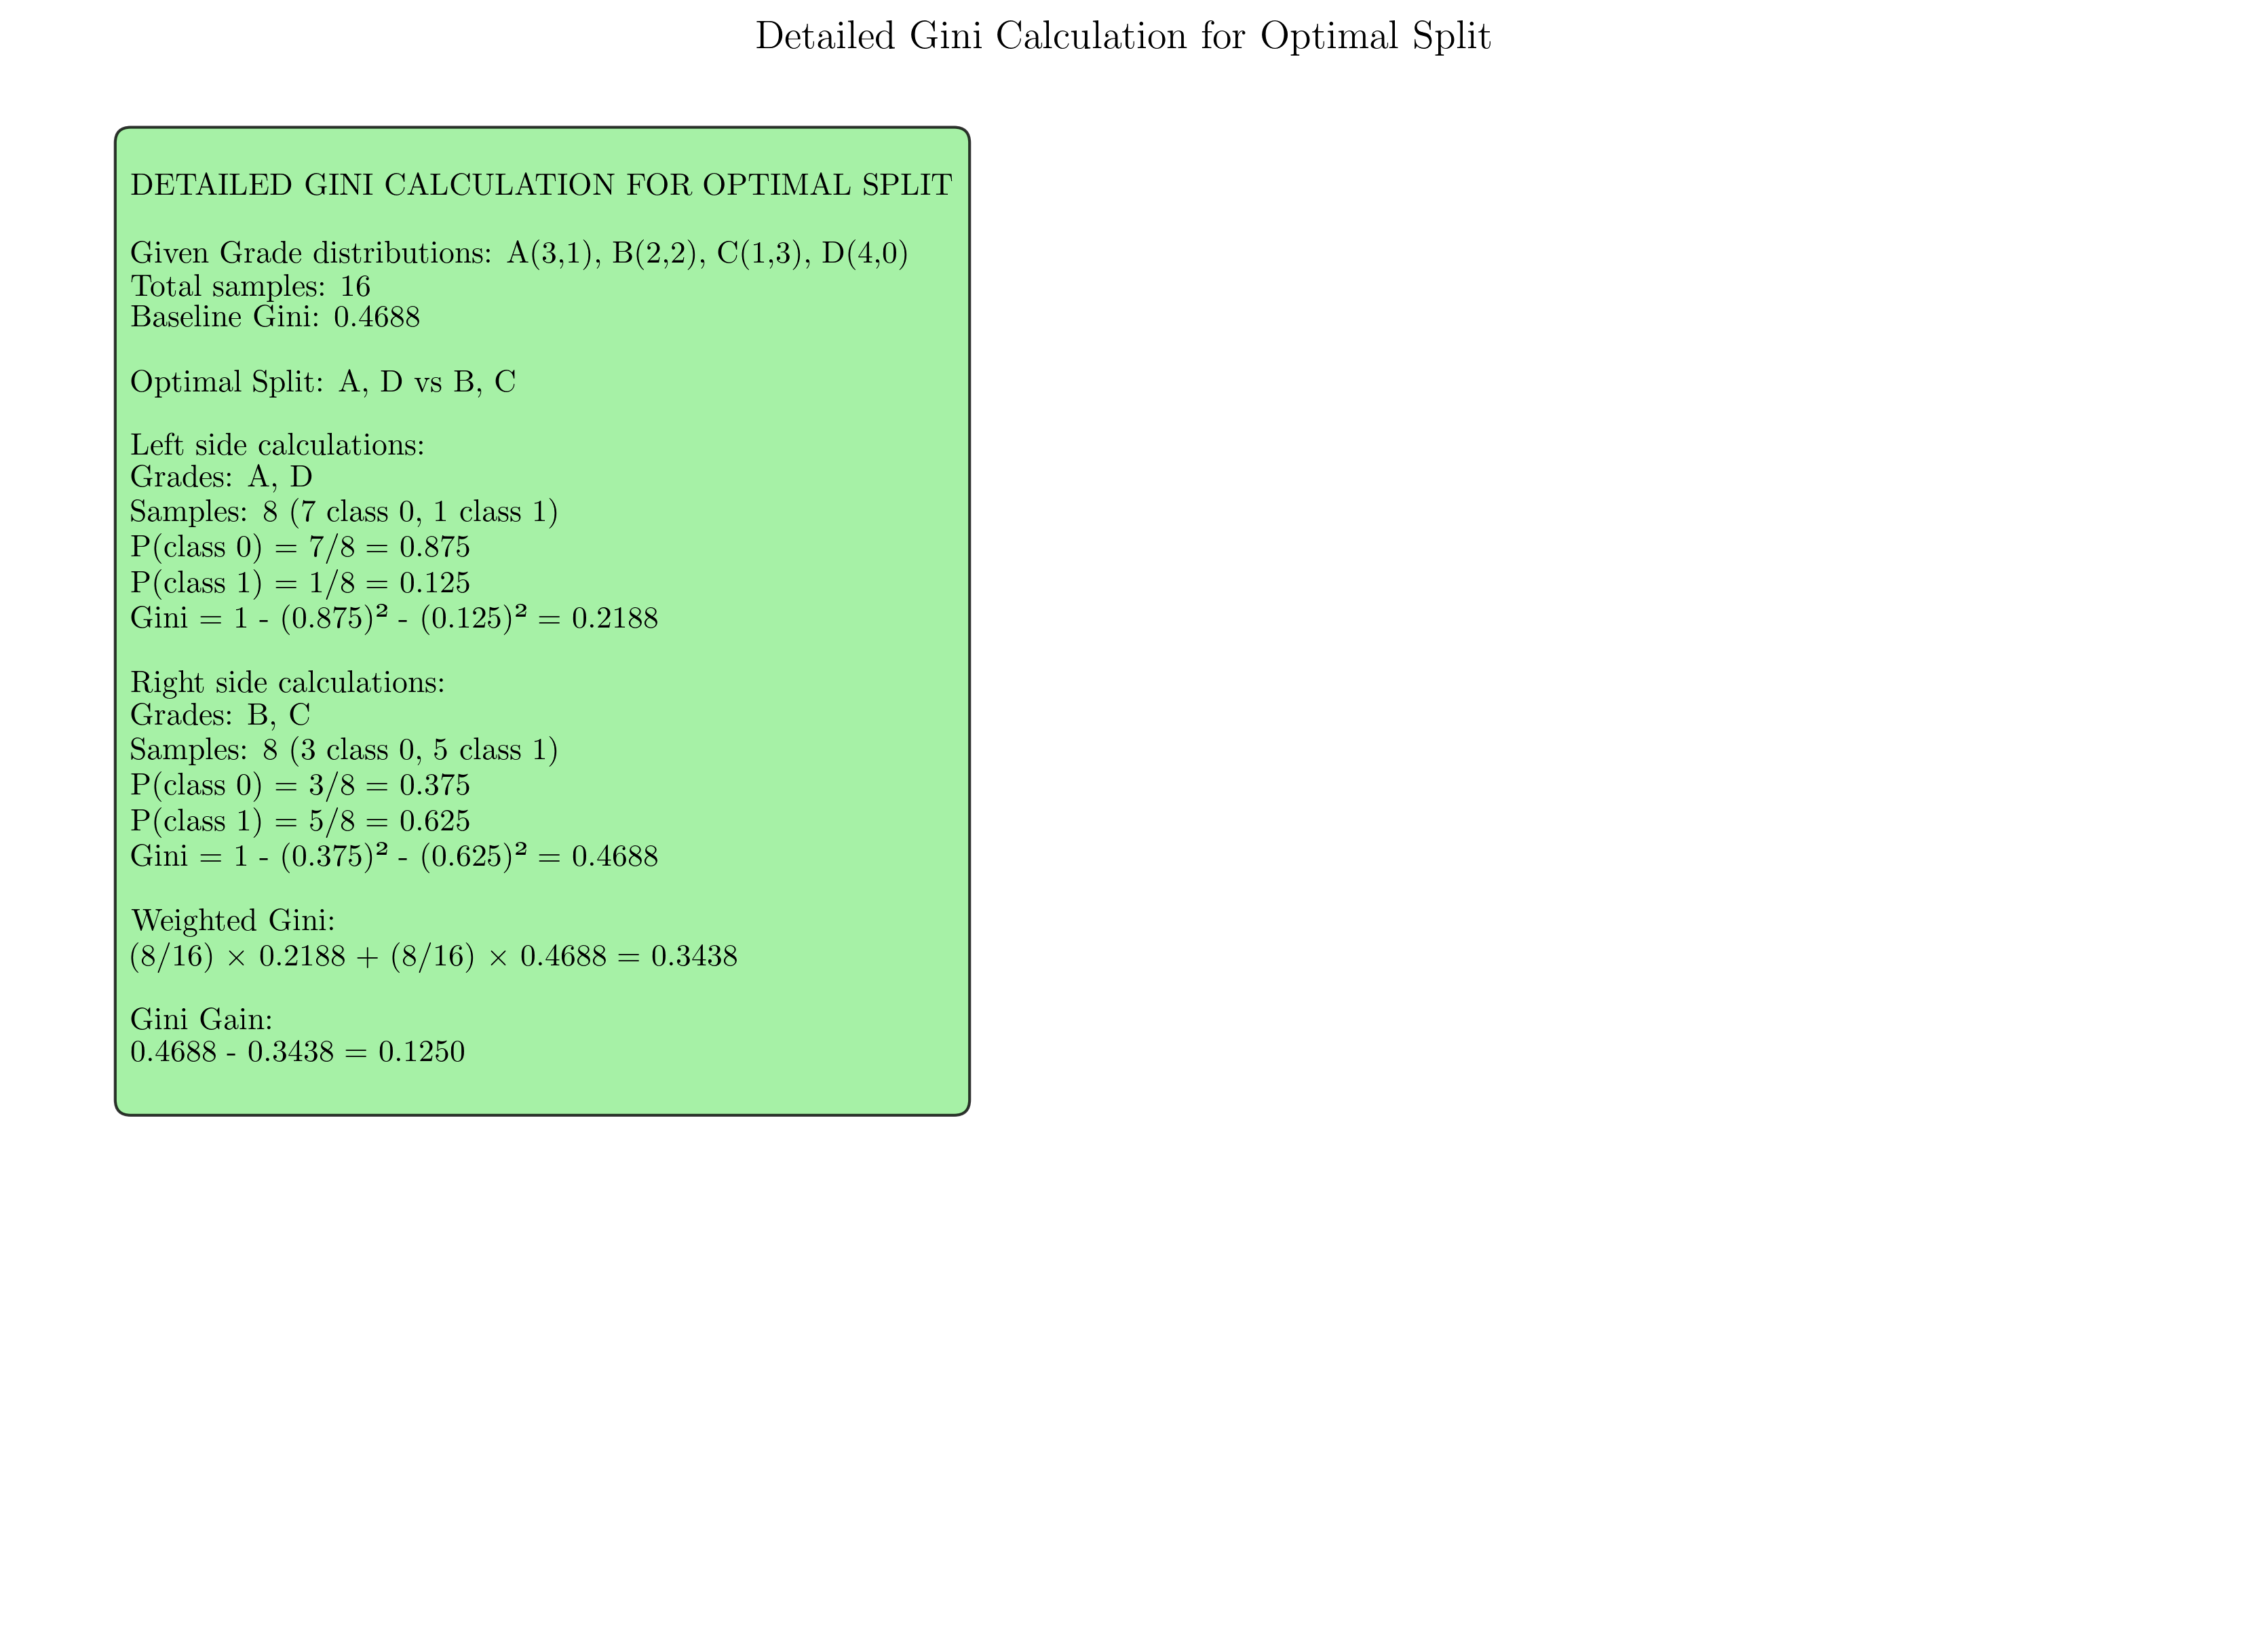 Detailed Gini Calculation for Optimal Split
DETAILED GINI CALCULATION FOR OPTIMAL SPLIT
Given Grade distributions: A(3,1), B(2,2), C(1,3), D(4,0)
Total samples: 16
Baseline Gini: 0.4688
Optimal Split: A, D vs B, C
Left side calculations:
Grades: A, D
Samples: 8 (7 class 0, 1 class 1)
P(class 0) = 7/8 = 0.875
P(class 1) = 1/8 = 0.125
Gini = 1 - (0.875)² - (0.125)² = 0.2188
Right side calculations:
Grades: B, C
Samples: 8 (3 class 0, 5 class 1)
P(class 0) = 3/8 = 0.375
P(class 1) = 5/8 = 0.625
Gini = 1 - (0.375)² - (0.625)² = 0.4688
Weighted Gini:
(8/16) × 0.2188 + (8/16) × 0.4688 = 0.3438
Gini Gain:
0.4688 - 0.3438 = 0.1250